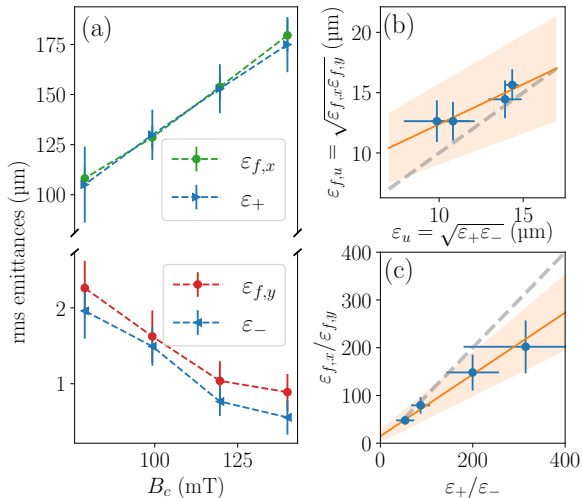 (a)
rms emittances (μm)
175
150
125
100
2
1
ε_{f,x}
ε_+
ε_{f,y}
ε_−
100
125
B_c (mT)
(b)
ε_{f,u} = √ε_{f,x}ε_{f,y} (μm)
20
15
10
10
15
ε_u = √ε_+ε_− (μm)
(c)
ε_{f,x}/ε_{f,y}
400
300
200
100
0
0
200
400
ε_+/ε_−